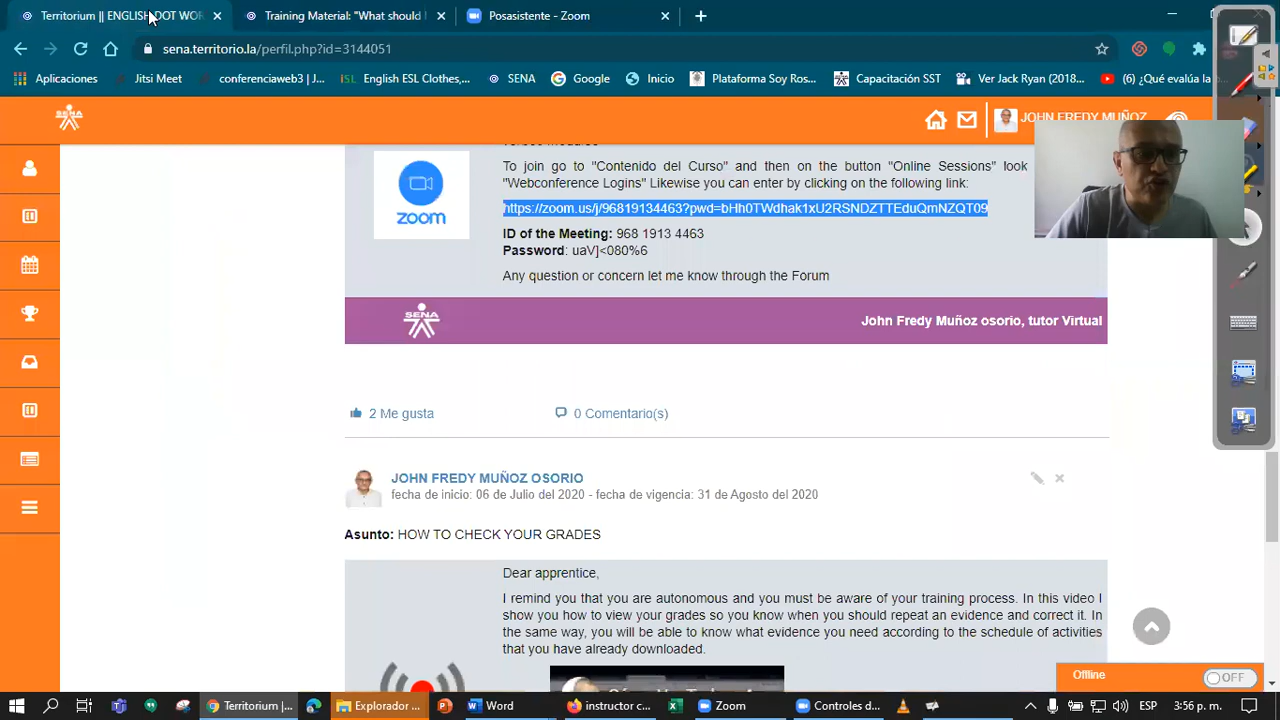 Territorium || ENGLISH DOT WOR
Training Material: "What should I
Posasistente - Zoom
sena.territorio.la/perfil.php?id=3144051
Aplicaciones
Jitsi Meet
conferenciaweb3 | J...
English ESL Clothes,...
SENA
Google
Inicio
Plataforma Soy Ros...
Capacitación SST
Ver Jack Ryan (2018...
(6) ¿Qué evalúa la
JOHN FREDY MUÑOZ
To join go to "Contenido del Curso" and then on the button "Online Sessions" look
"Webconference Logins" Likewise you can enter by clicking on the following link:
https://zoom.us/j/96819134463?pwd=bHh0TWdhak1xU2RSNDZTTEduQmNZQT09
zoom
ID of the Meeting: 968 1913 4463
Password: uaV]<080%6
Any question or concern let me know through the Forum
SENA
John Fredy Muñoz osorio, tutor Virtual
2 Me gusta
0 Comentario(s)
JOHN FREDY MUÑOZ OSORIO
fecha de inicio: 06 de Julio del 2020 - fecha de vigencia: 31 de Agosto del 2020
Asunto: HOW TO CHECK YOUR GRADES
Dear apprentice,
I remind you that you are autonomous and you must be aware of your training process. In this video I
show you how to view your grades so you know when you should repeat an evidence and correct it. In
the same way, you will be able to know what evidence you need according to the schedule of activities
that you have already downloaded.
Offline
OFF
Territorium |...
Explorador ...
Word
instructor c...
Zoom
Controles d...
ESP
3:56 p. m.